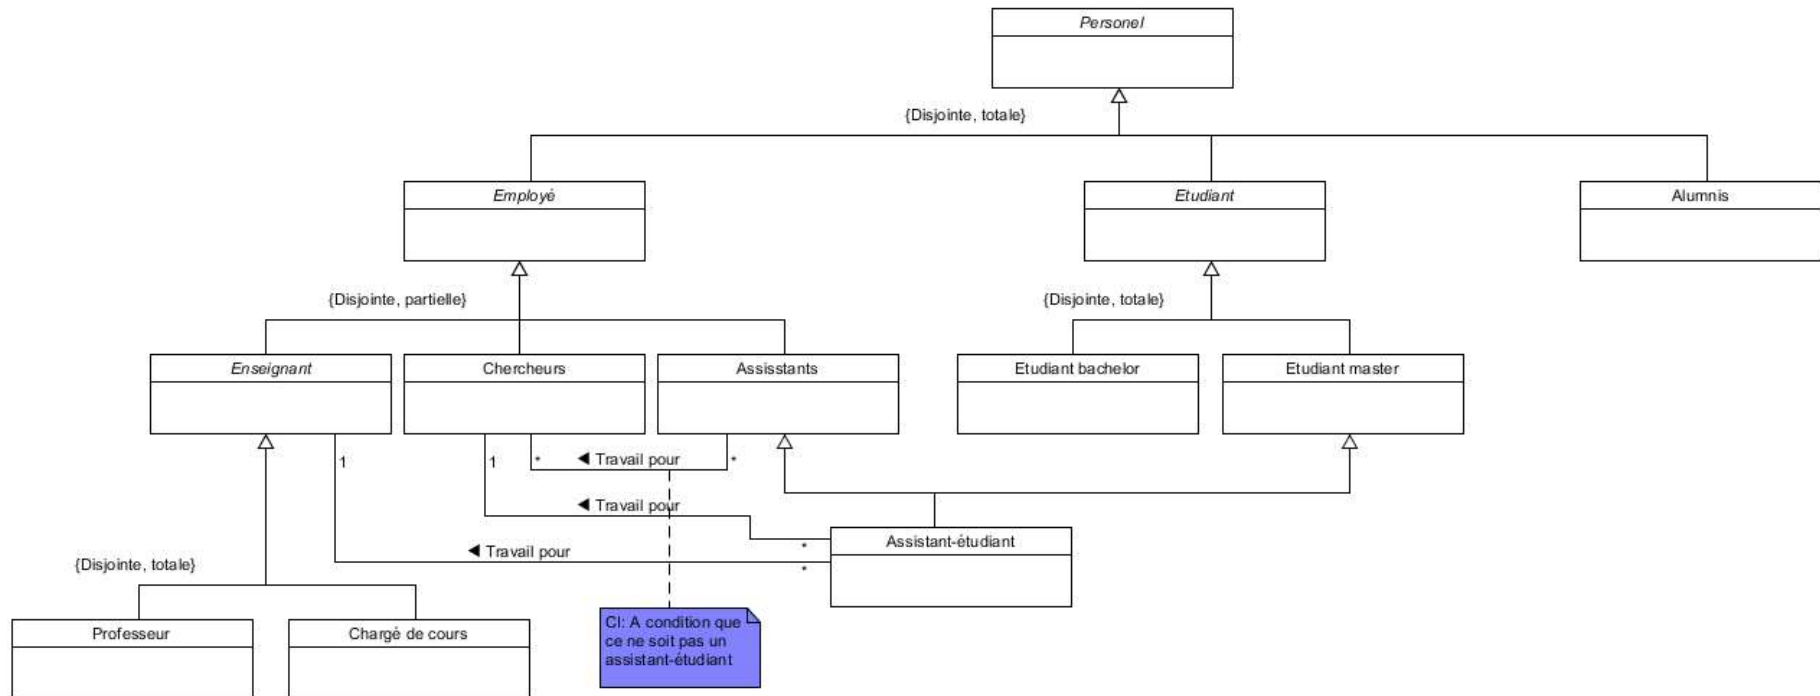 Personel
{Disjointe, totale}
Employé
Etudiant
Alumnis
{Disjointe, partielle}
{Disjointe, totale}
Enseignant
Chercheurs
Assisstants
Etudiant bachelor
Etudiant master
1
1
*
◀ Travail pour
*
◀ Travail pour
*
Assistant-étudiant
◀ Travail pour
*
{Disjointe, totale}
Professeur
Chargé de cours
CI: A condition que
ce ne soit pas un
assistant-étudiant